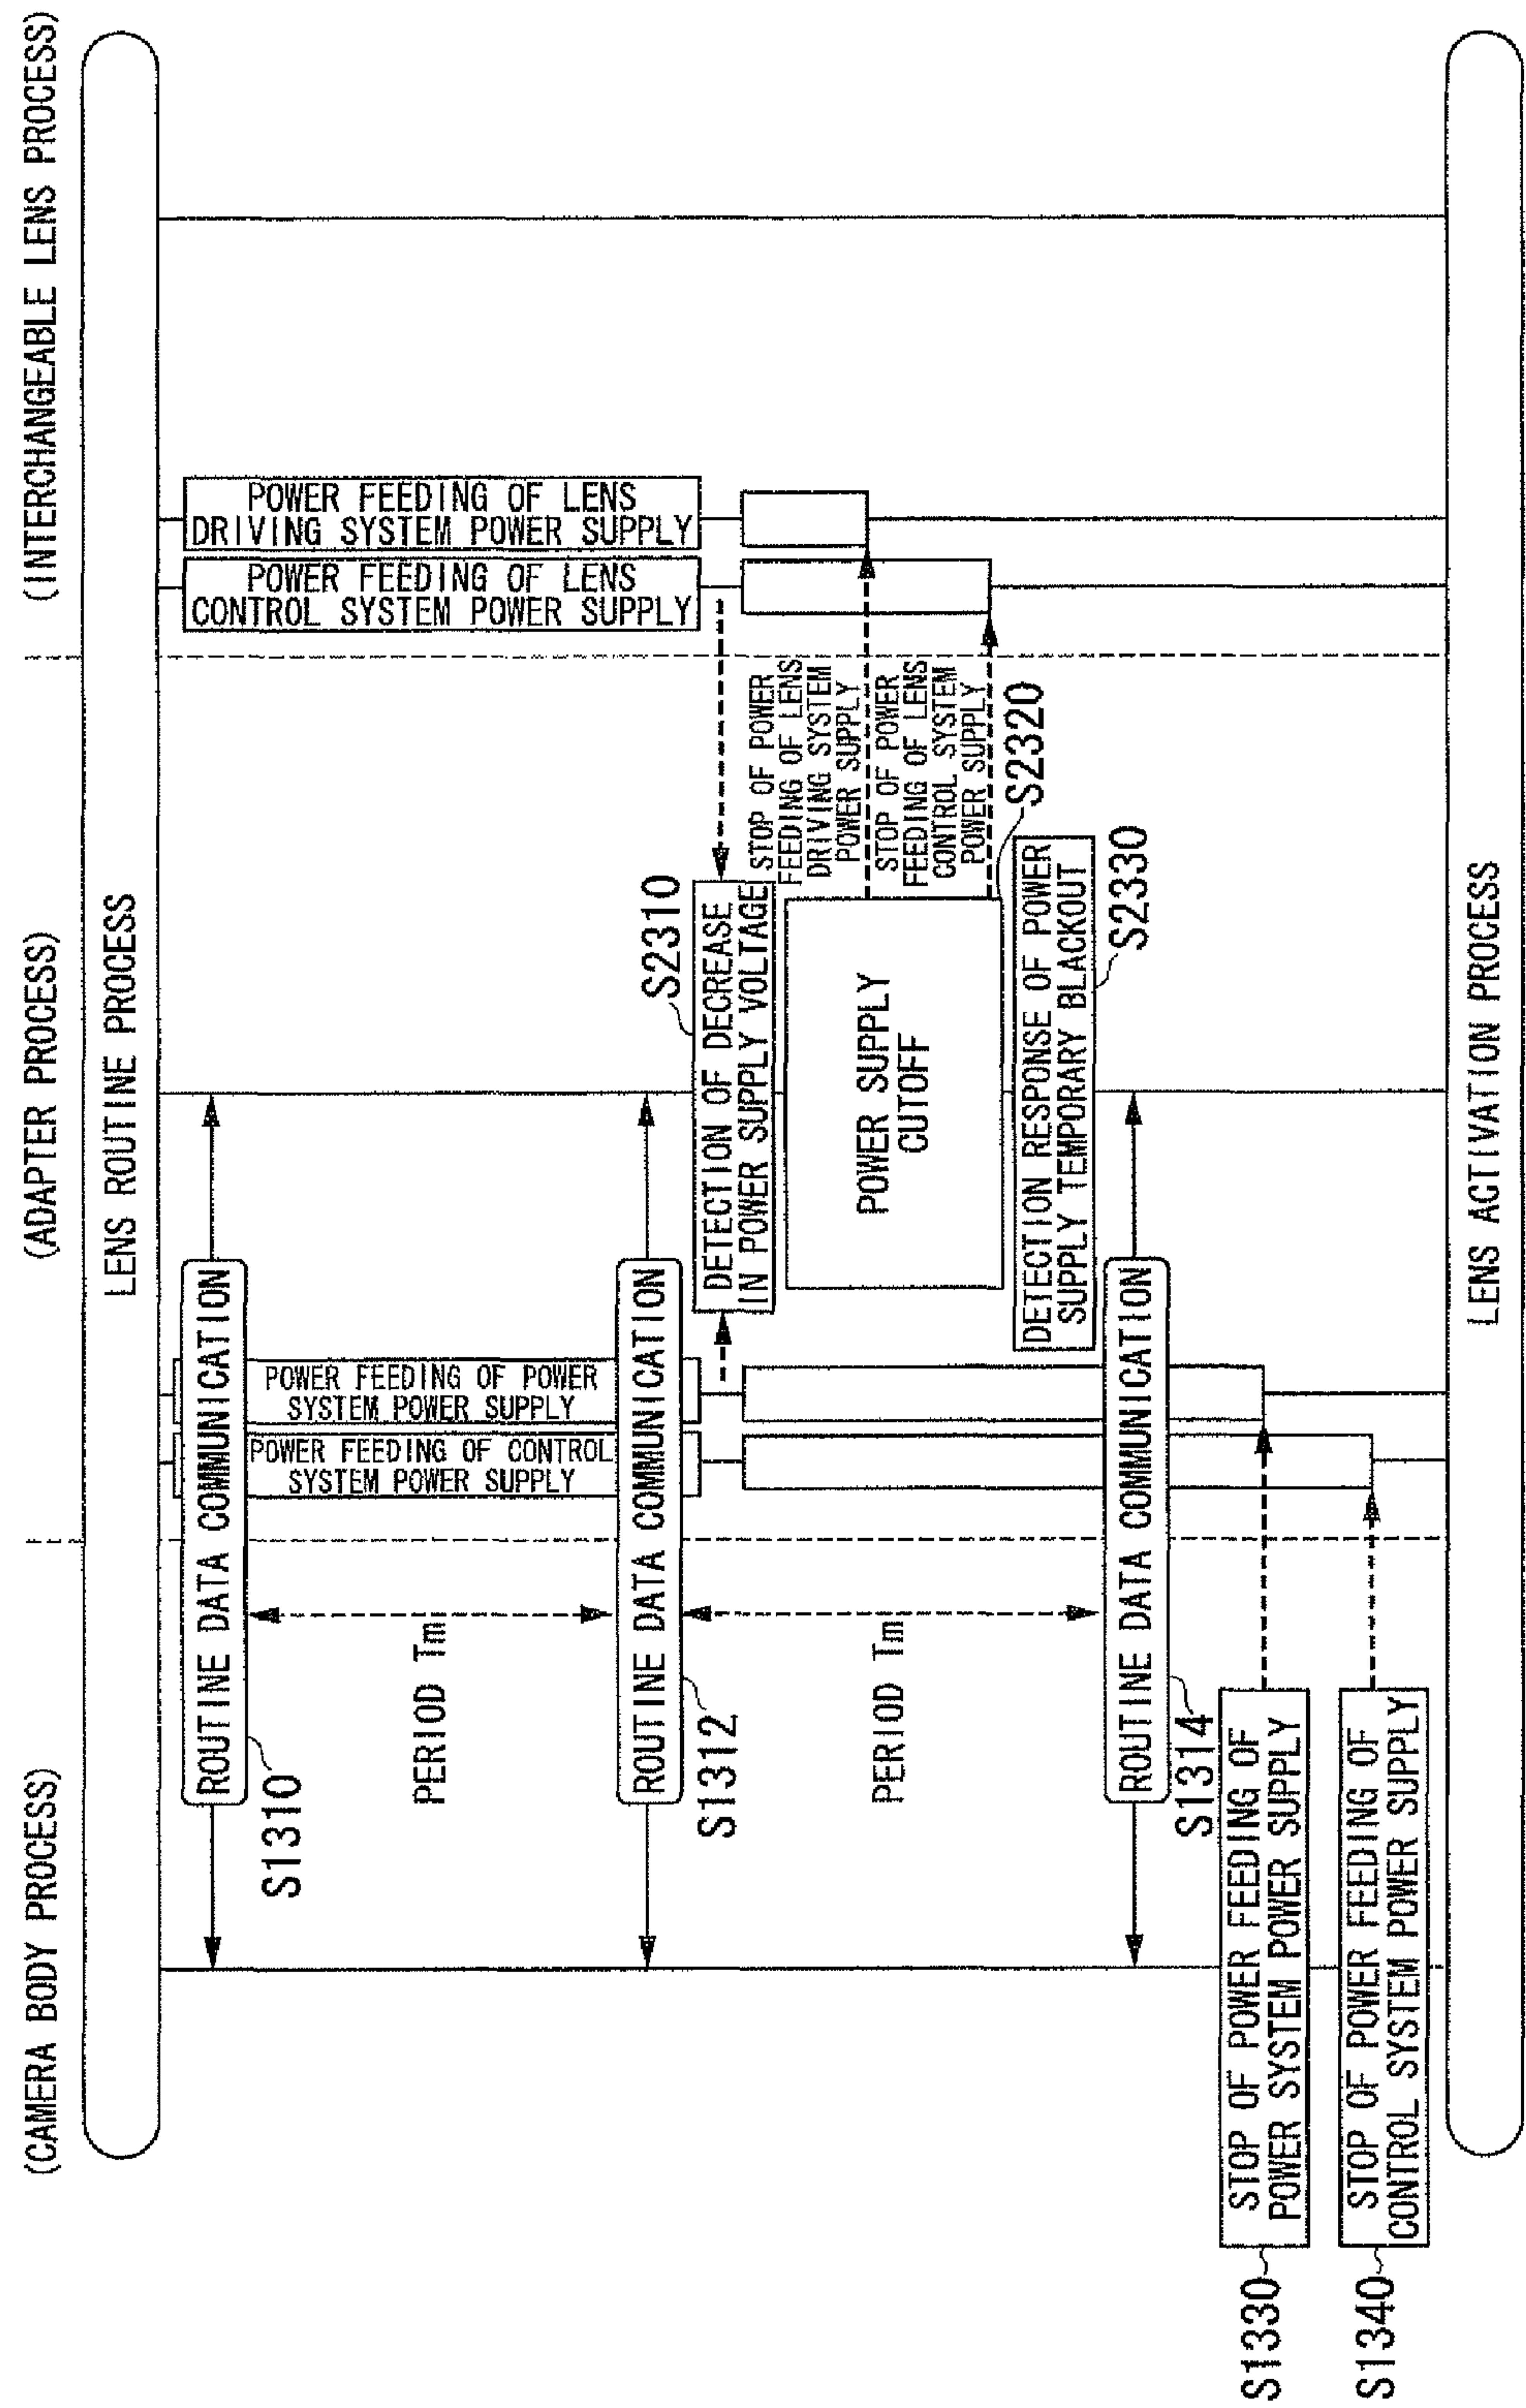 (CAMERA BODY PROCESS)
(ADAPTER PROCESS)
(INTERCHANGEABLE LENS PROCESS)
LENS ROUTINE PROCESS
ROUTINE DATA COMMUNICATION
S1310
POWER FEEDING OF CONTROL
SYSTEM POWER SUPPLY
POWER FEEDING OF POWER
SYSTEM POWER SUPPLY
POWER FEEDING OF LENS
CONTROL SYSTEM POWER SUPPLY
POWER FEEDING OF LENS
DRIVING SYSTEM POWER SUPPLY
PERIOD Tm
ROUTINE DATA COMMUNICATION
S1312
DETECTION OF DECREASE
IN POWER SUPPLY VOLTAGE
S2310
STOP OF POWER
FEEDING OF LENS
DRIVING SYSTEM
POWER SUPPLY
POWER SUPPLY
CUTOFF
STOP OF POWER
FEEDING OF LENS
CONTROL SYSTEM
POWER SUPPLY
S2320
PERIOD Tm
DETECTION RESPONSE OF POWER
SUPPLY TEMPORARY BLACKOUT
S2330
ROUTINE DATA COMMUNICATION
S1314
S1330
STOP OF POWER FEEDING OF
POWER SYSTEM POWER SUPPLY
S1340
STOP OF POWER FEEDING OF
CONTROL SYSTEM POWER SUPPLY
LENS ACTIVATION PROCESS